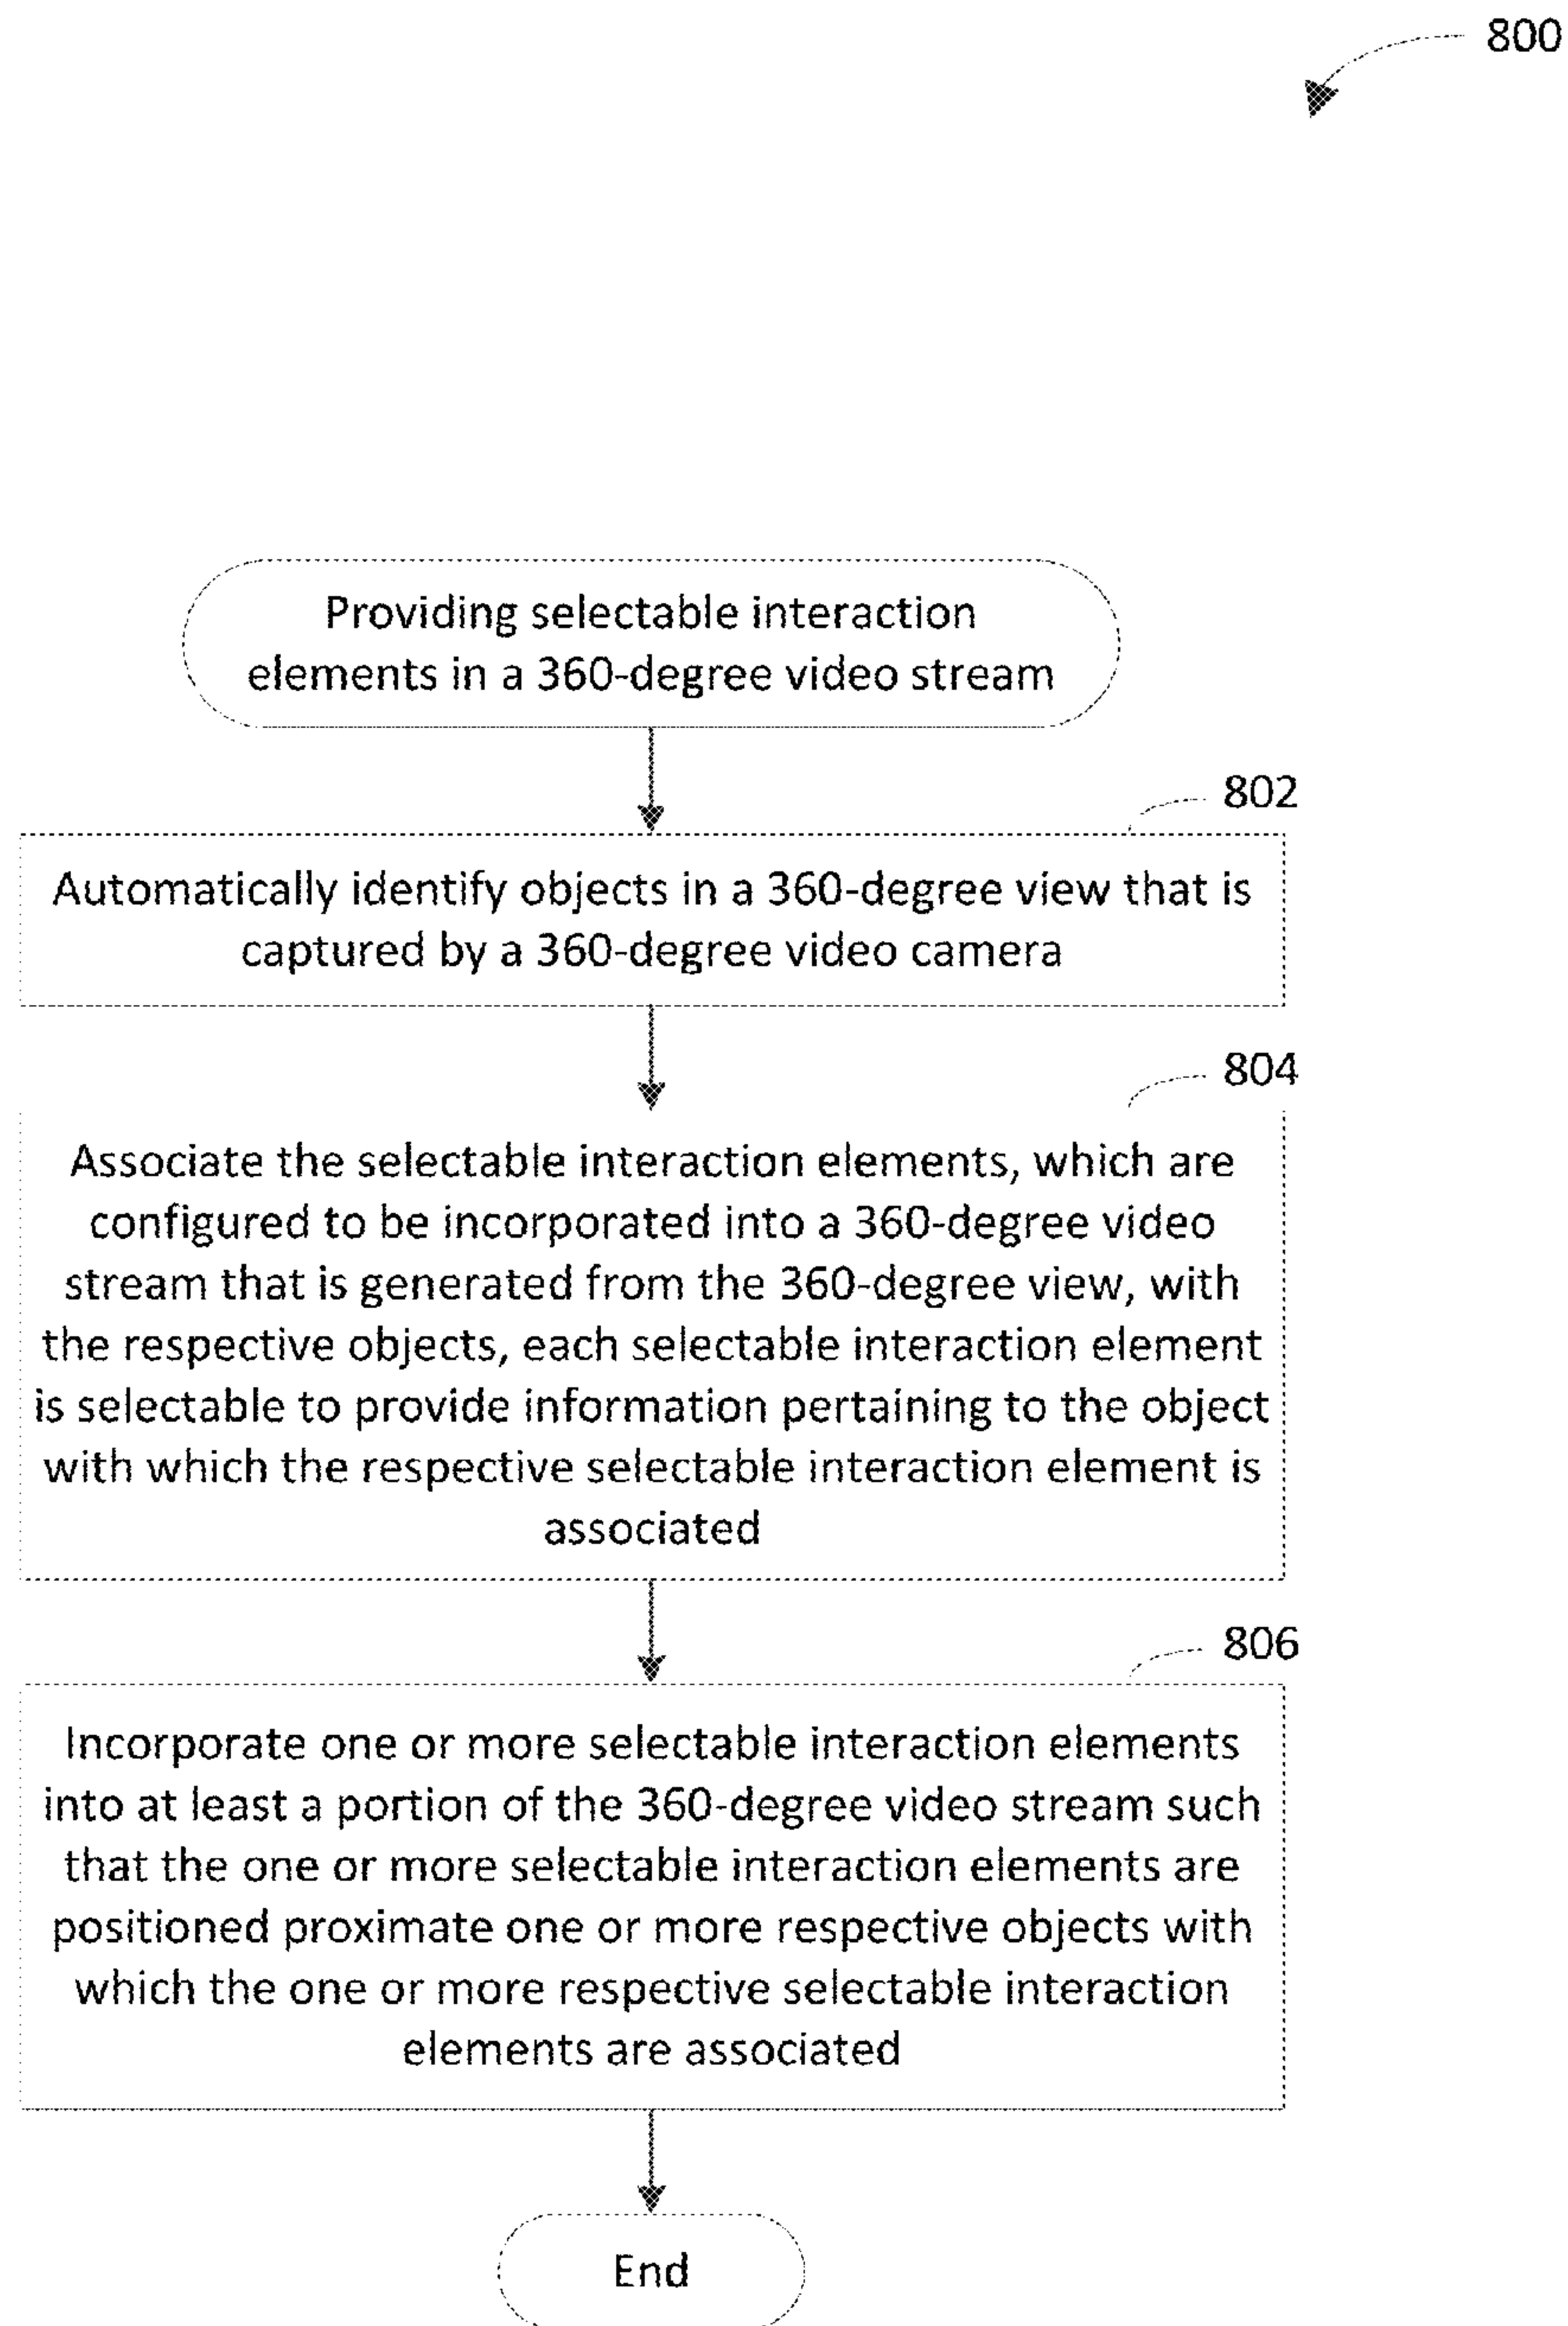 800
Providing selectable interaction
elements in a 360-degree video stream
802
Automatically identify objects in a 360-degree view that is
captured by a 360-degree video camera
804
Associate the selectable interaction elements, which are
configured to be incorporated into a 360-degree video
stream that is generated from the 360-degree view, with
the respective objects, each selectable interaction element
is selectable to provide information pertaining to the object
with which the respective selectable interaction element is
associated
806
Incorporate one or more selectable interaction elements
into at least a portion of the 360-degree video stream such
that the one or more selectable interaction elements are
positioned proximate one or more respective objects with
which the one or more respective selectable interaction
elements are associated
End